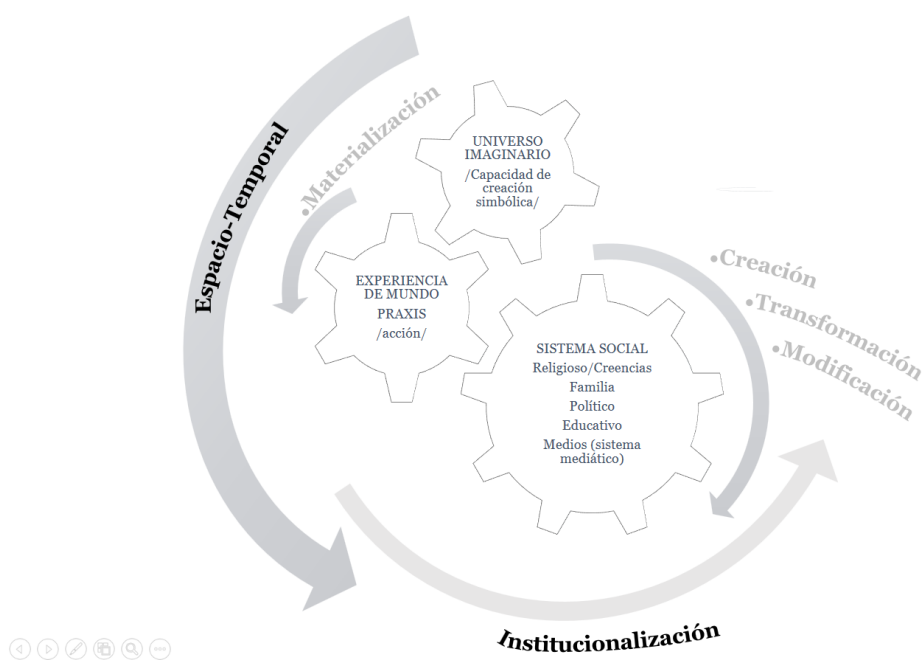 Espacio-Temporal
•Materialización
UNIVERSO
IMAGINARIO
/Capacidad de
creación
simbólica/
EXPERIENCIA
DE MUNDO
PRAXIS
/acción/
SISTEMA SOCIAL
Religioso/Creencias
Familia
Político
Educativo
Medios (sistema
mediático)
•Creación
•Transformación
•Modificación
Institucionalización